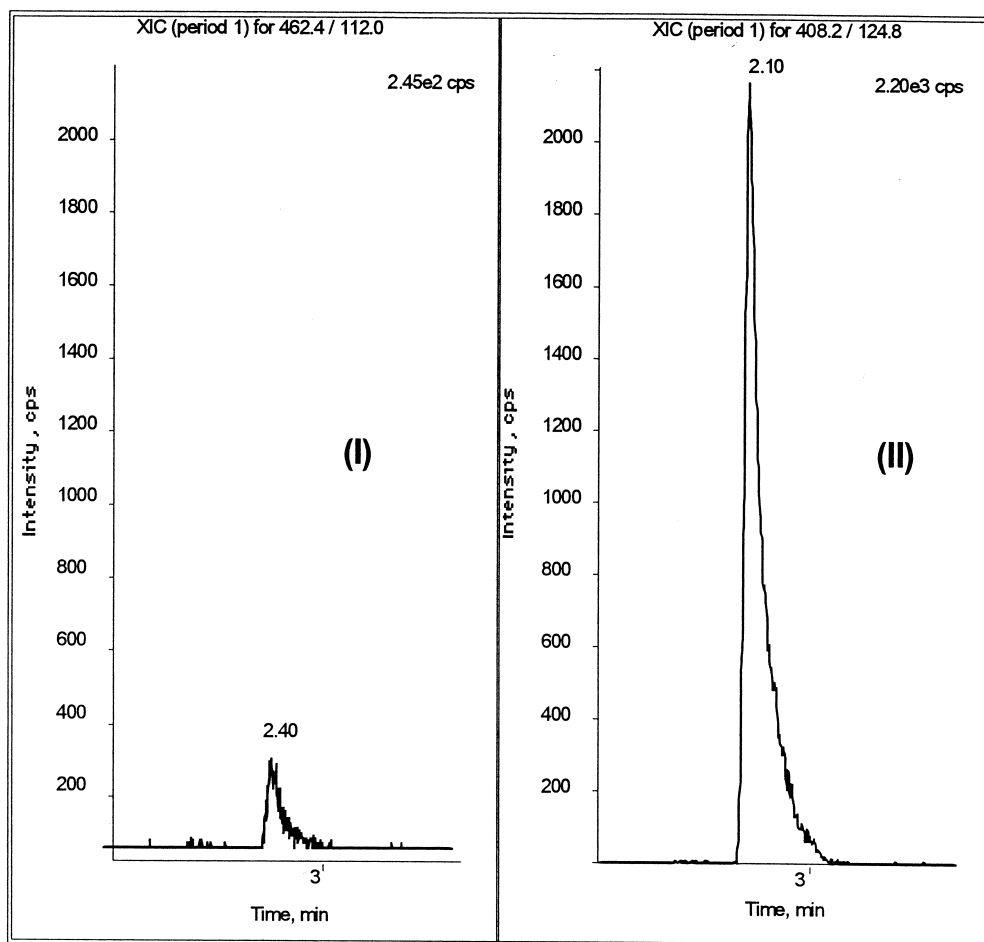 XIC (period 1) for 462.4 / 112.0
2.45e2 cps
2000
1800
1600
1400
1200
1000
800
600
400
200
Intensity , cps
(I)
2.40
3
Time, min
XIC (period 1) for 408.2 / 124.8
2.10
2.20e3 cps
2000
1800
1600
1400
1200
1000
800
600
400
200
Intensity , cps
(II)
3
Time, min